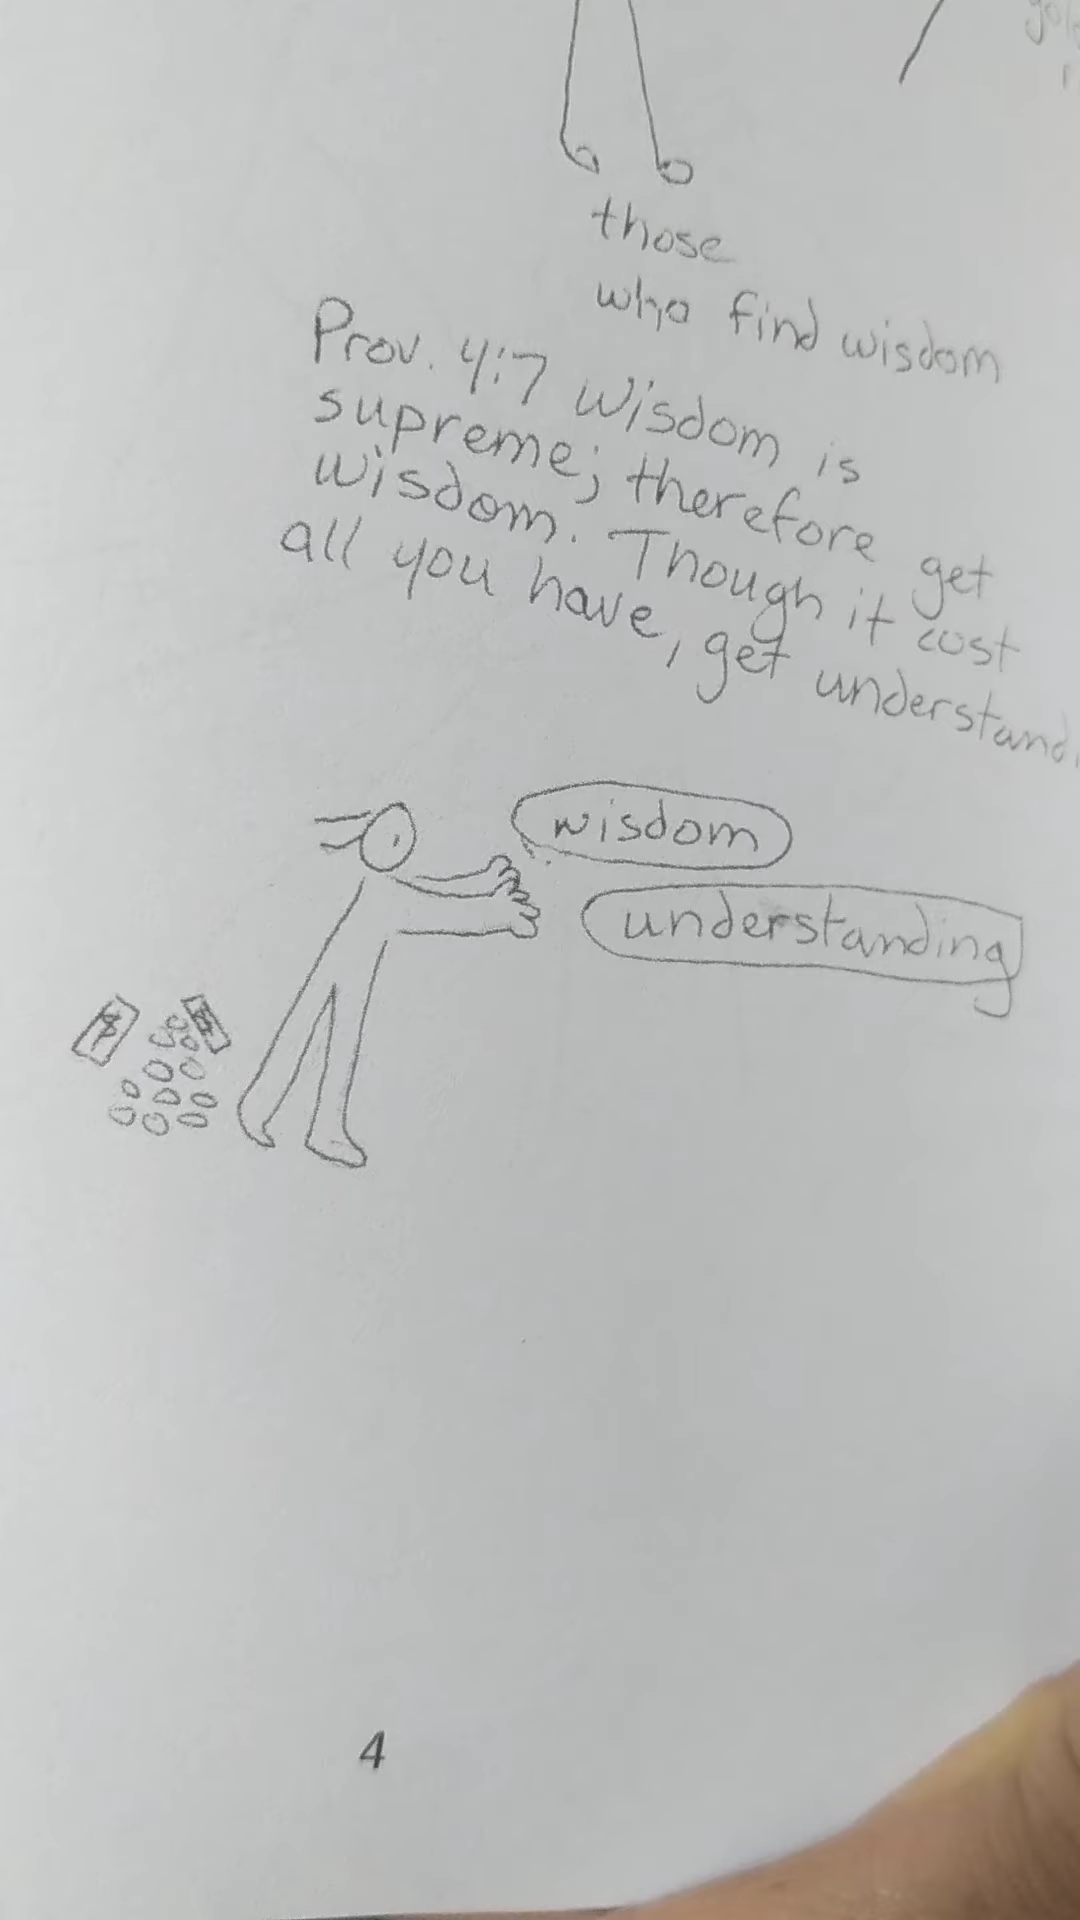 those
who find wisdom
Prov. 4:7 Wisdom is
supreme; therefore get
wisdom. Though it cost
all you have, get understandi
wisdom
understanding
4